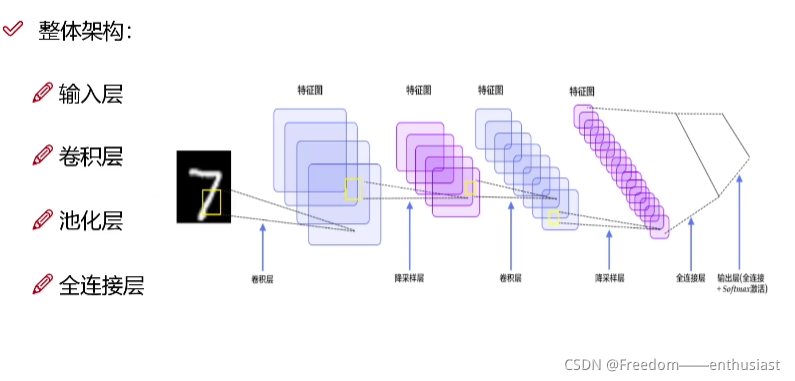 整体架构：
输入层
卷积层
池化层
全连接层
特征图
特征图
特征图
特征图
7
卷积层
降采样层
卷积层
降采样层
全连接层
输出层(全连接
+ Softmax激活)
CSDN @Freedom——enthusiast